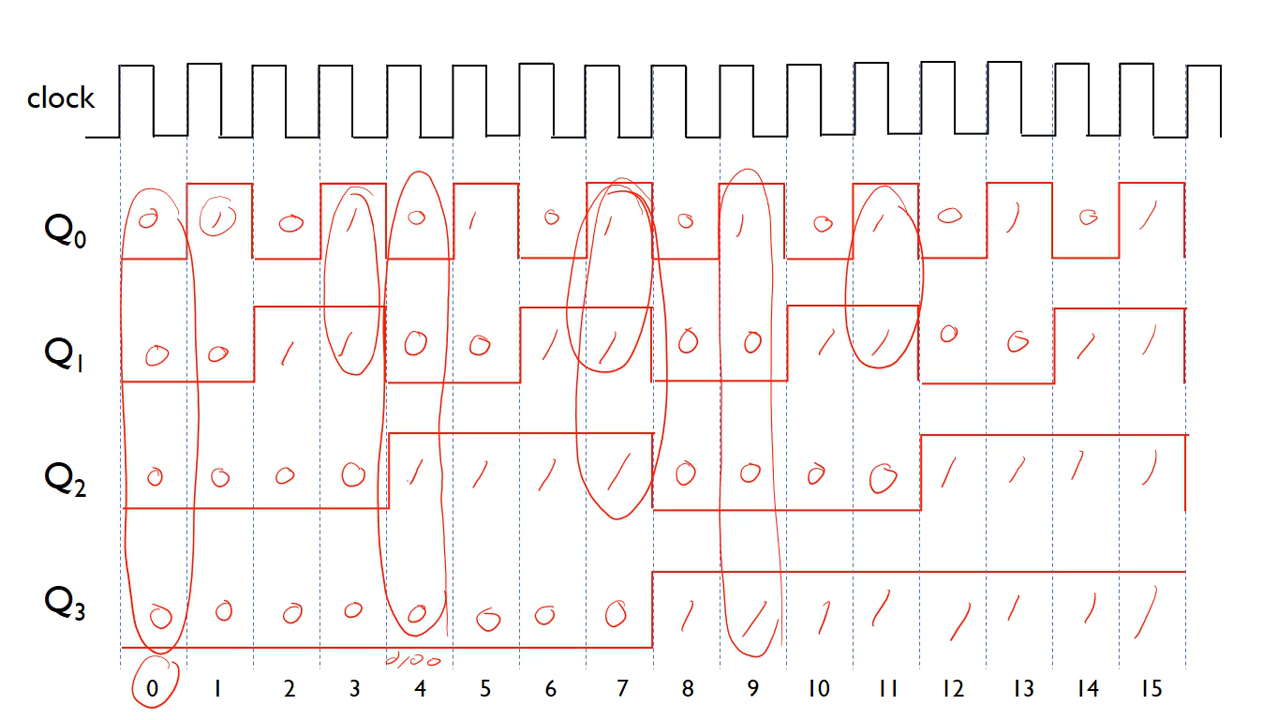 clock
Q0 0 1 0 1 0 1 0 1 0 1 0 1 0 1 0 1
Q1 0 0 1 1 0 0 1 1 0 0 1 1 0 0 1 1
Q2 0 0 0 0 1 1 1 1 0 0 0 0 1 1 1 1
Q3 0 0 0 0 0 0 0 0 1 1 1 1 1 1 1 1
0100
0 1 2 3 4 5 6 7 8 9 10 11 12 13 14 15